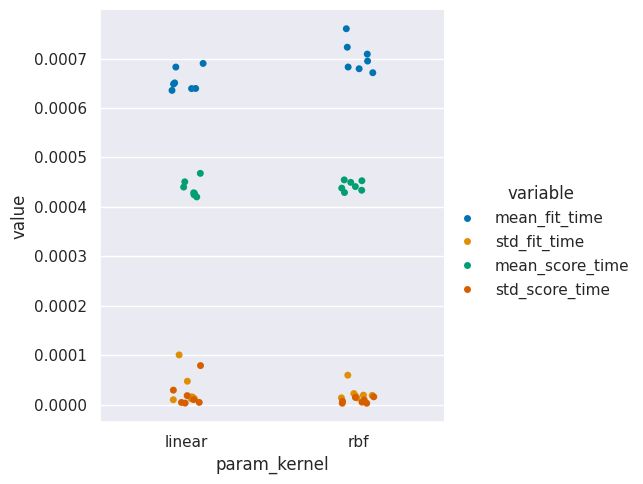 0.0007
0.0006
0.0005
0.0004
0.0003
0.0002
0.0001
0.0000
value
linear
rbf
param_kernel
variable
mean_fit_time
std_fit_time
mean_score_time
std_score_time